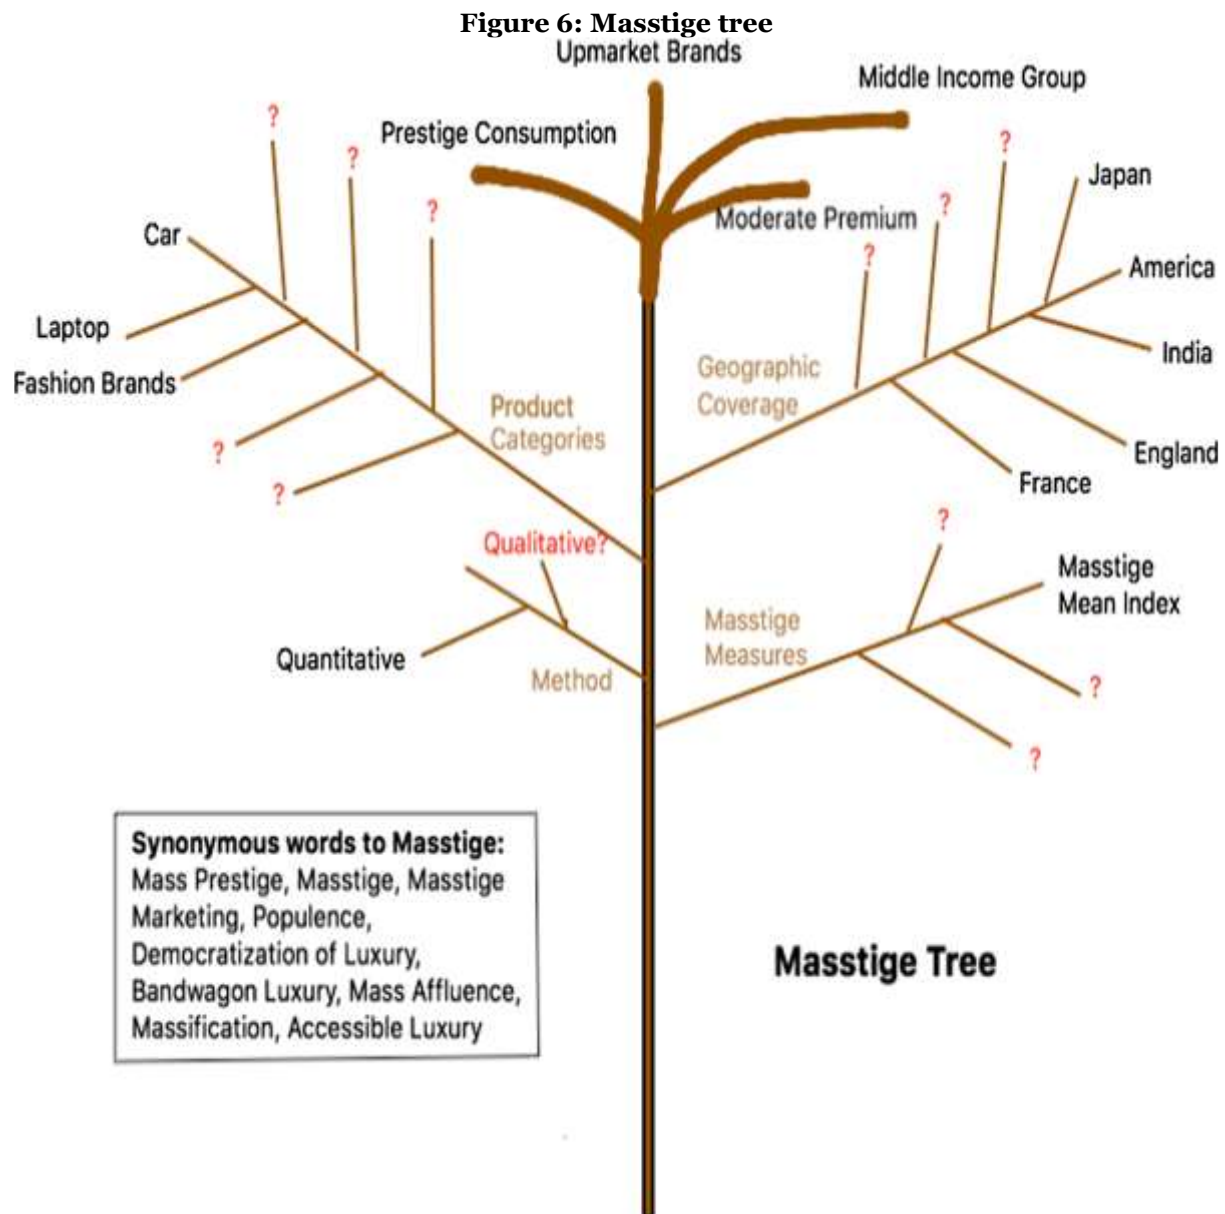 Figure 6: Masstige tree
Upmarket Brands
Middle Income Group
Prestige Consumption
Moderate Premium
?
?
?
Car
Laptop
Fashion Brands
?
?
Product
Categories
?
?
?
Japan
America
India
England
France
Geographic
Coverage
Qualitative?
Quantitative
Method
?
Masstige
Mean Index
Masstige
Measures
?
?
Synonymous words to Masstige:
Mass Prestige, Masstige, Masstige
Marketing, Populence,
Democratization of Luxury,
Bandwagon Luxury, Mass Affluence,
Massification, Accessible Luxury
Masstige Tree